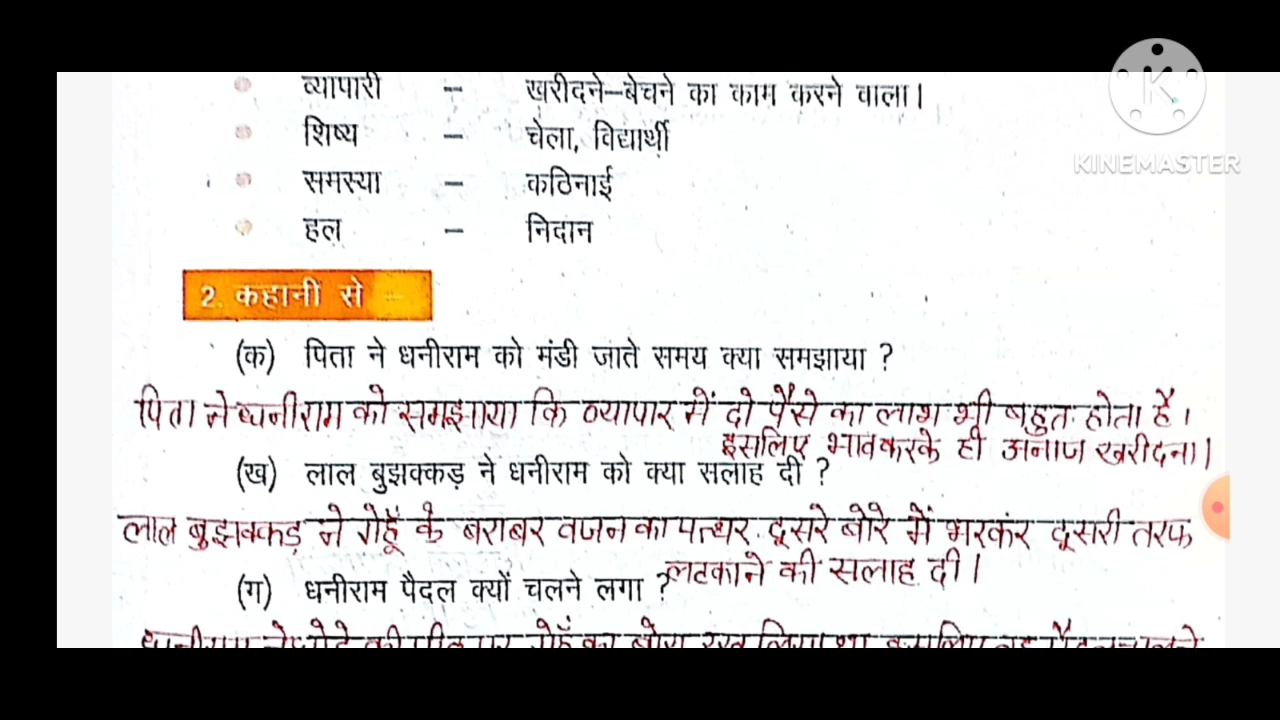 व्यापारी – खरीदने–बेचने का काम करने वाला।
KINEMASTER
शिष्य – चेला, विद्यार्थी
समस्या – कठिनाई
हल – निदान
2. कहानी से –
(क) पिता ने धनीराम को मंडी जाते समय क्या समझाया ?
पिता ने धनीराम को समझाया कि व्यापार में दो पैसे का लाभ भी बहुत होता है।
इसलिए भावकरके ही अनाज खरीदना।
(ख) लाल बुझक्कड़ ने धनीराम को क्या सलाह दी ?
लाल बुझक्कड़ ने गेहूँ के बराबर वजन का पत्थर दूसरे बोरे में भरकर दूसरी तरफ
लटकाने की सलाह दी।
(ग) धनीराम पैदल क्यों चलने लगा ?